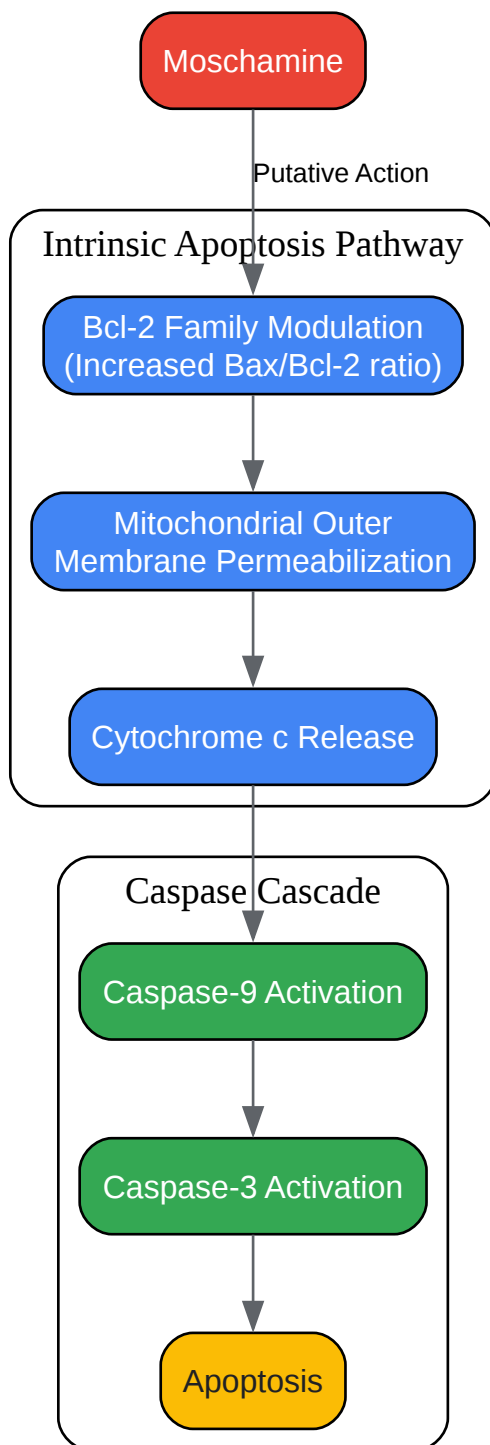 Moschamine
Putative Action
Intrinsic Apoptosis Pathway
Bcl-2 Family Modulation
(Increased Bax/Bcl-2 ratio)
Mitochondrial Outer
Membrane Permeabilization
Cytochrome c Release
Caspase Cascade
Caspase-9 Activation
Caspase-3 Activation
Apoptosis